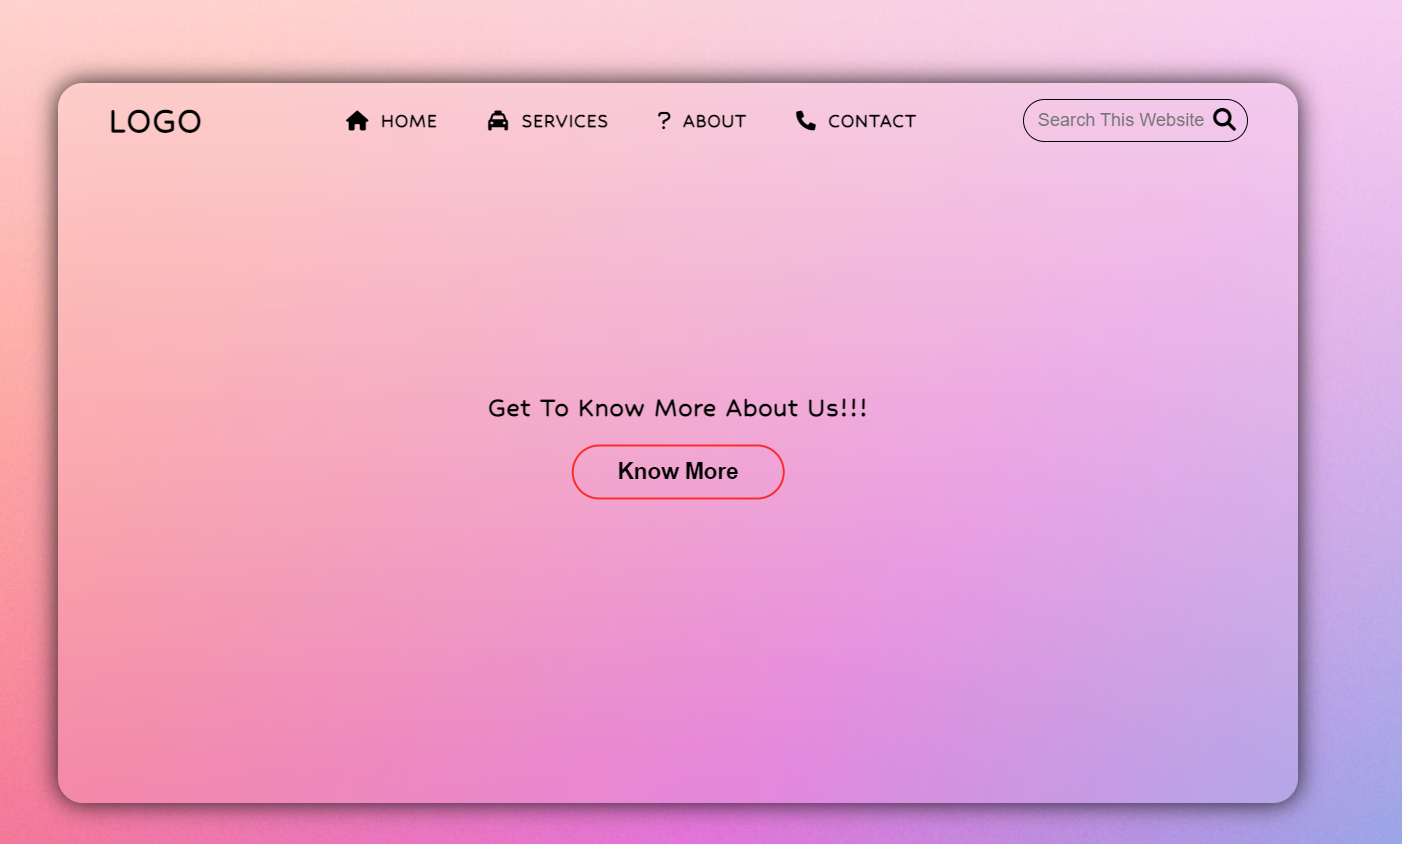 LOGO HOME SERVICES ? ABOUT CONTACT Search This Website
Get To Know More About Us!!!
Know More